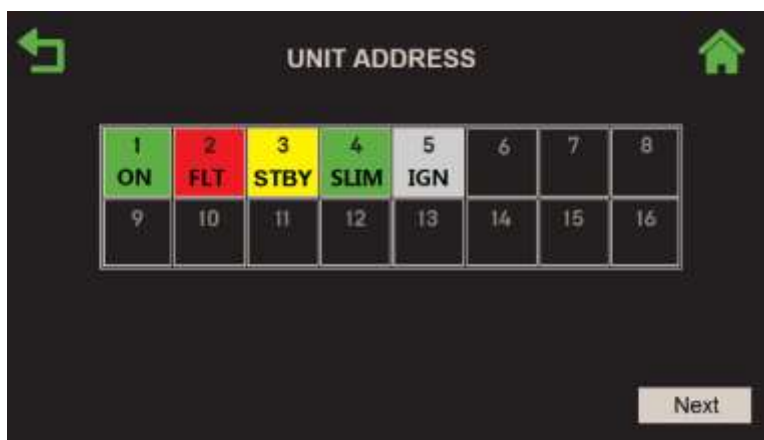 UNIT ADDRESS
1 2 3 4 5 6 7 8
ON FLT STBY SLIM IGN
9 10 11 12 13 14 15 16
Next